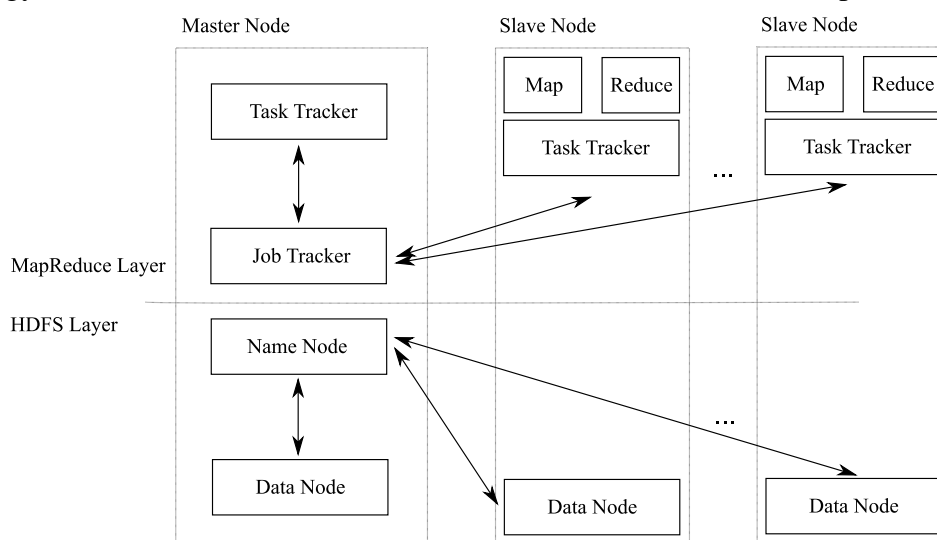 Master Node
Slave Node
Slave Node
Map
Reduce
Map
Reduce
Task Tracker
Task Tracker
Task Tracker
...
Job Tracker
MapReduce Layer
HDFS Layer
Name Node
...
Data Node
Data Node
Data Node